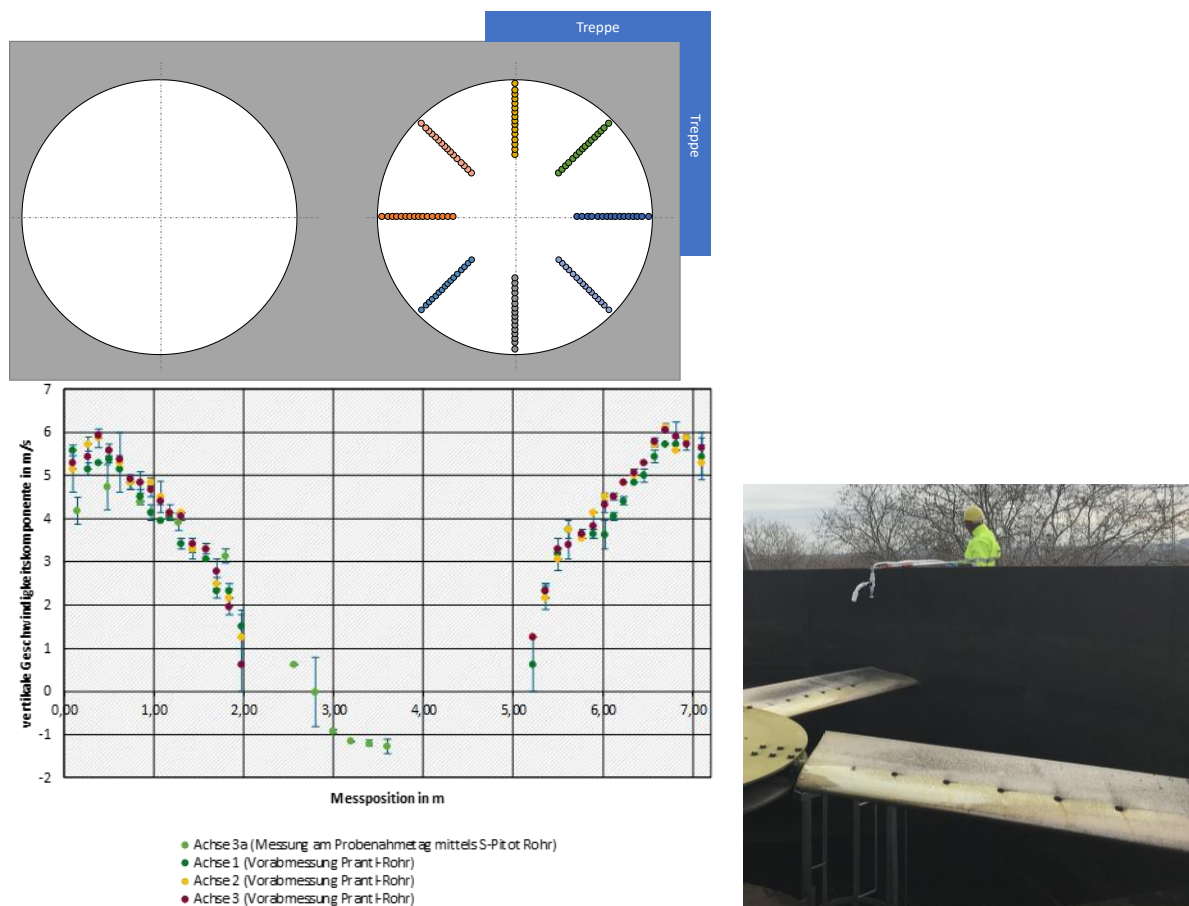 Treppe
Treppe
7
6
5
4
3
2
1
0
-1
-2
0,00 1,00 2,00 3,00 4,00 5,00 6,00 7,00
vertikale Geschwindigkeitskomponente in m/s
Messposition in m
Achse 3a (Messung am Probenahmetag mittels S-Pitot Rohr)
Achse 1 (Vorabmessung Prantl-Rohr)
Achse 2 (Vorabmessung Prantl-Rohr)
Achse 3 (Vorabmessung Prantl-Rohr)